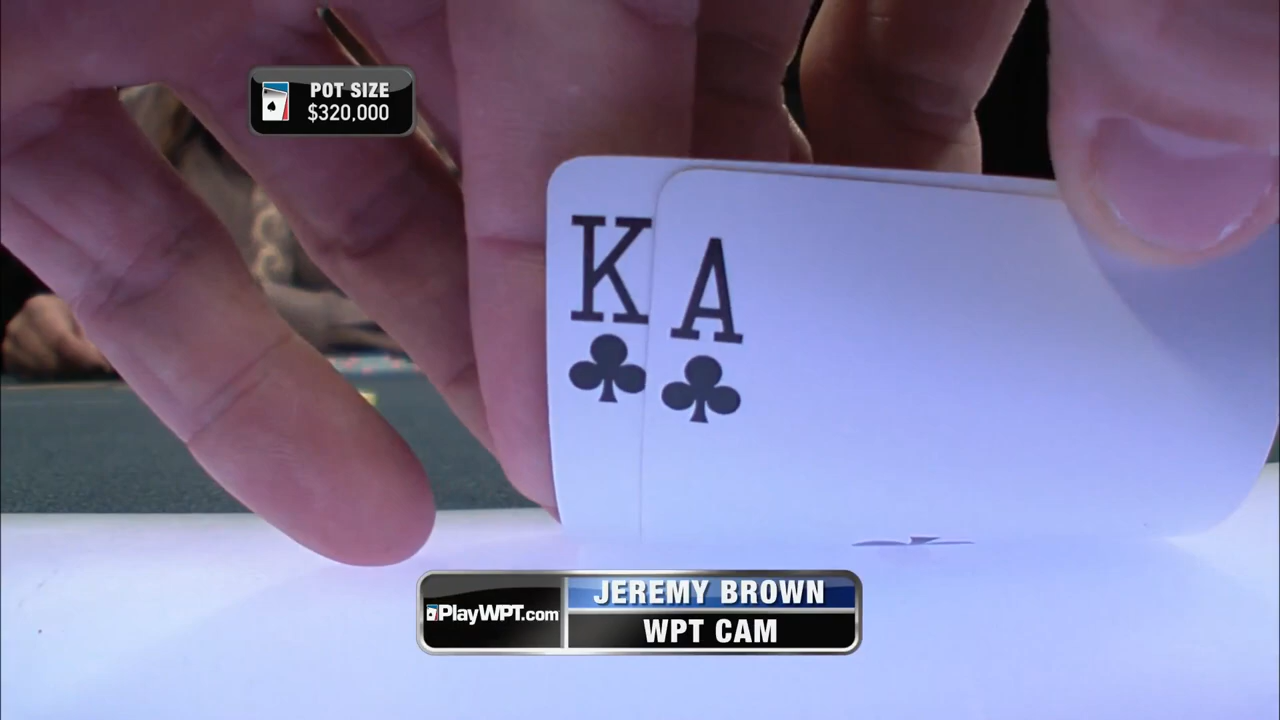 POT SIZE
$320,000
K A
PlayWPT.com
JEREMY BROWN
WPT CAM